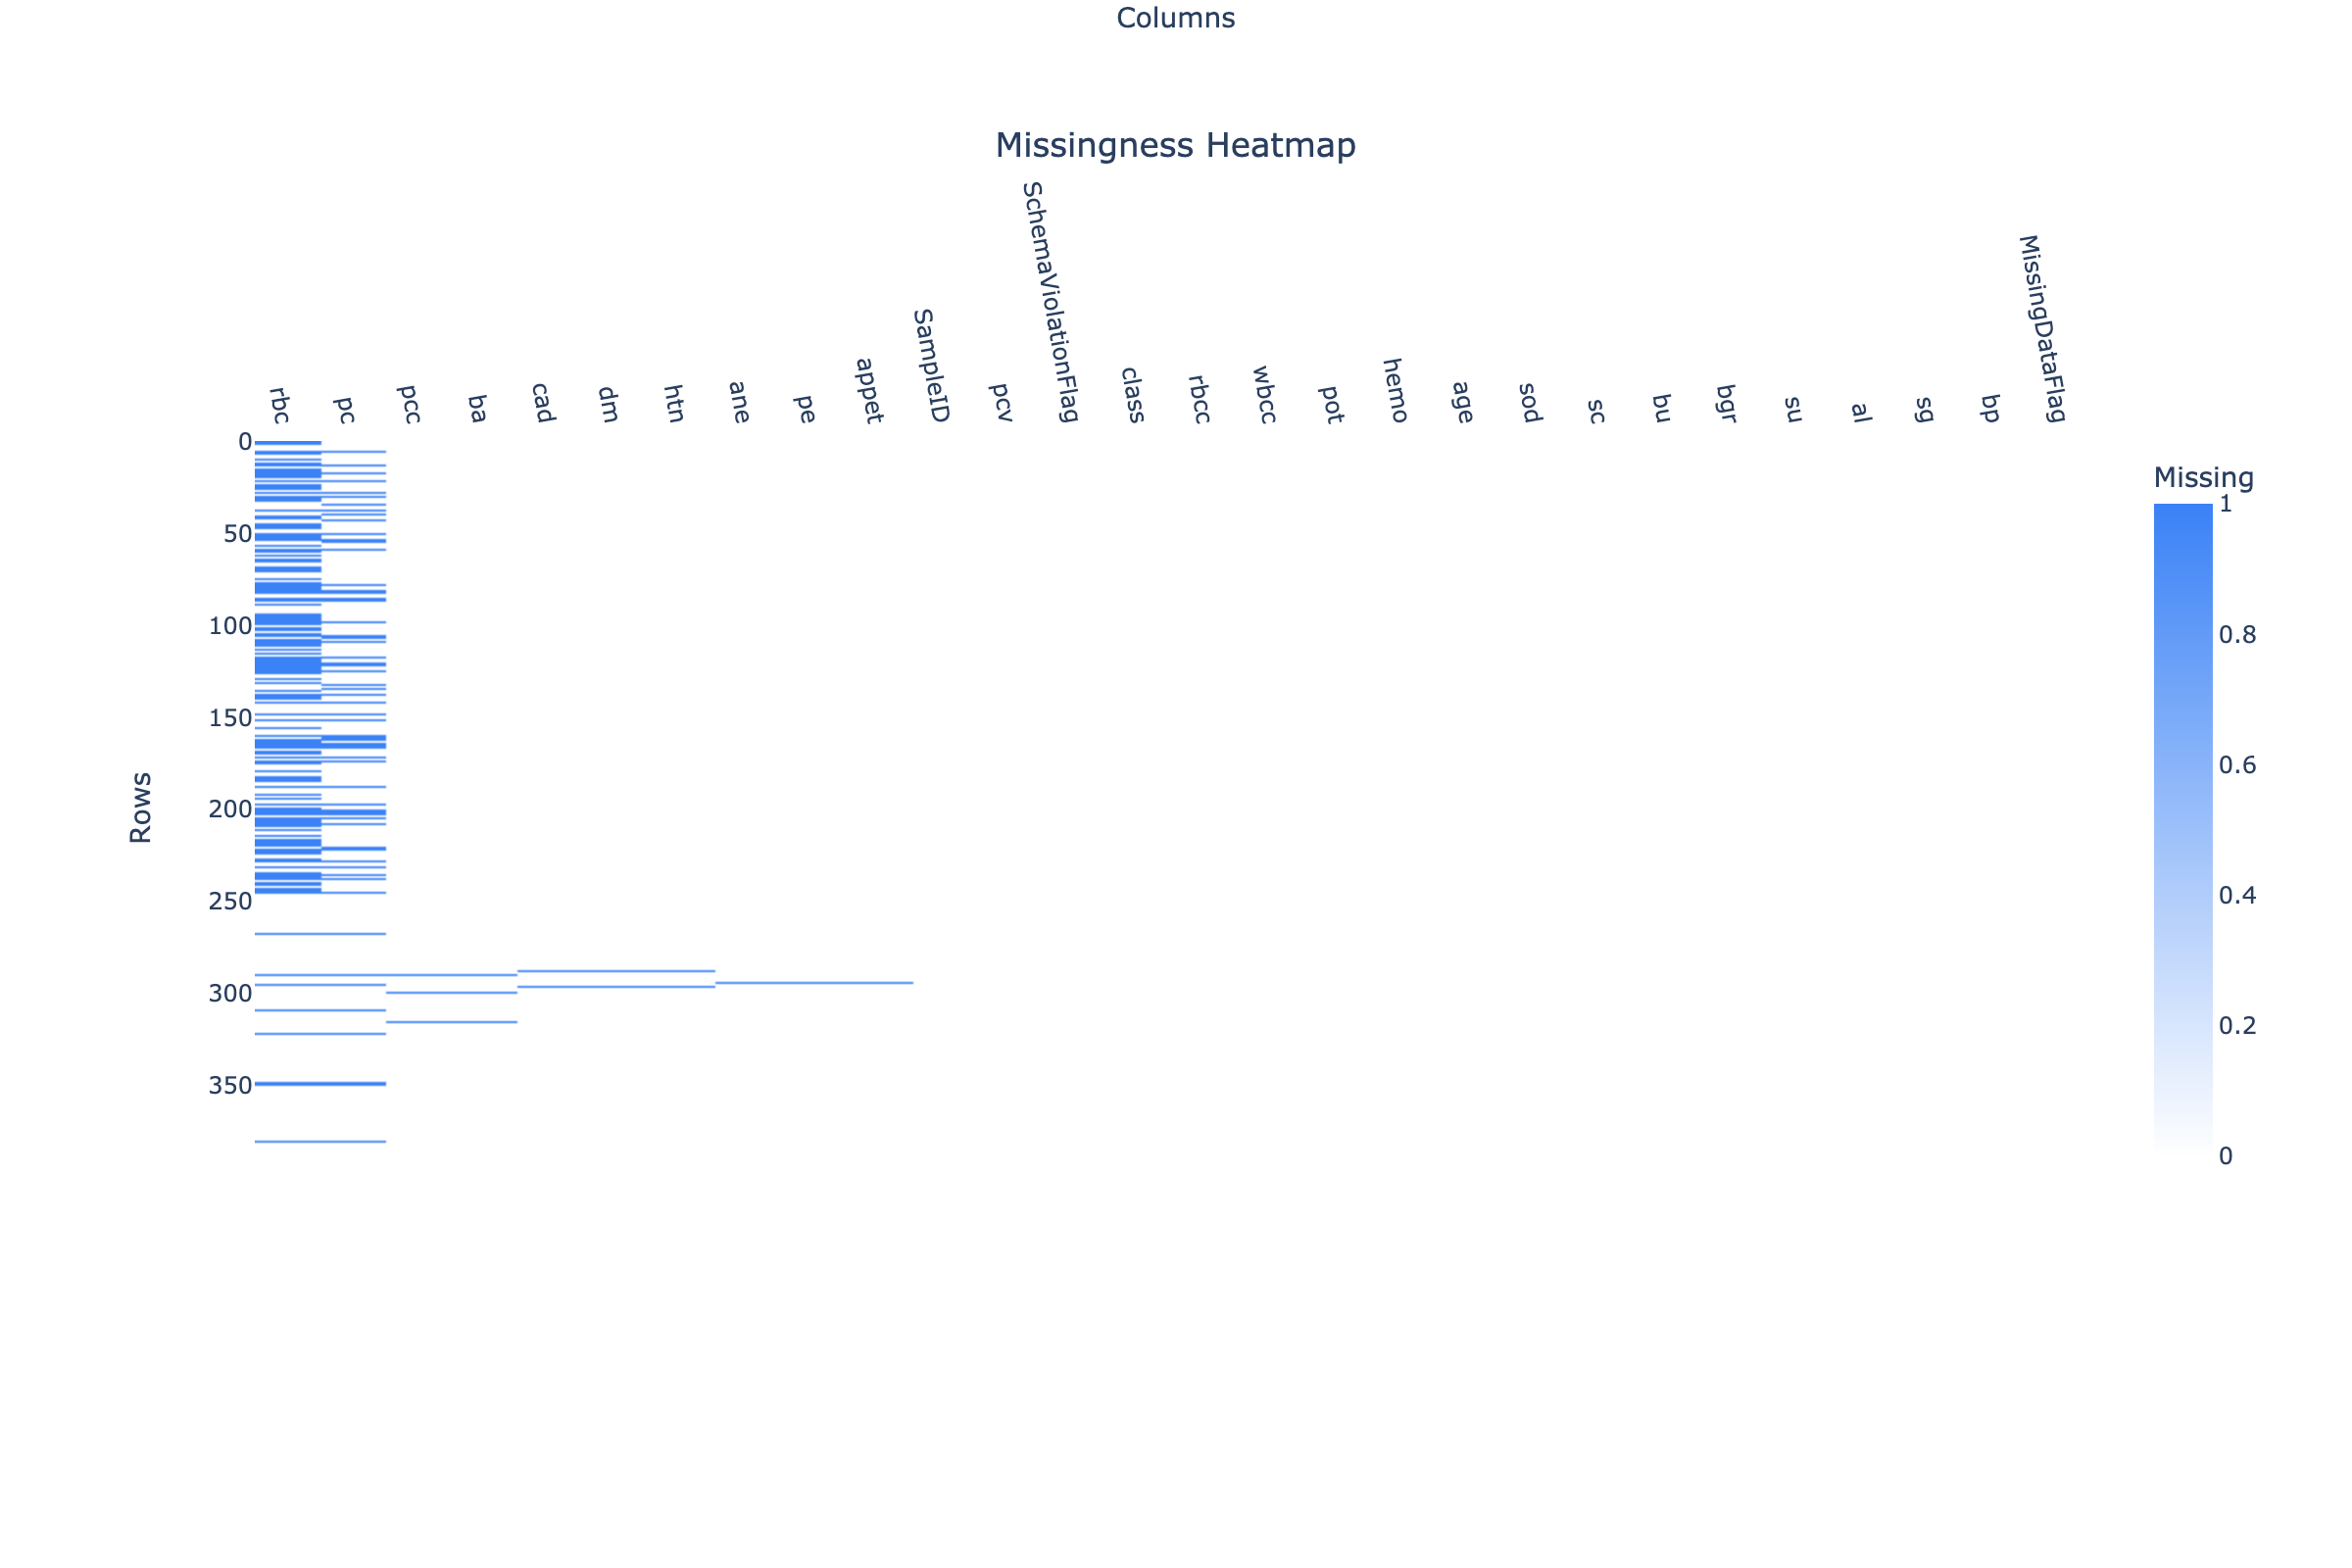 Columns
Missingness Heatmap
rbc
pc
pcc
ba
cad
dm
htn
ane
pe
appet
SampleID
pcv
SchemaViolationFlag
class
rbcc
wbcc
pot
hemo
age
sod
sc
bu
bgr
su
al
sg
bp
MissingDataFlag
Rows
0
50
100
150
200
250
300
350
Missing
1
0.8
0.6
0.4
0.2
0